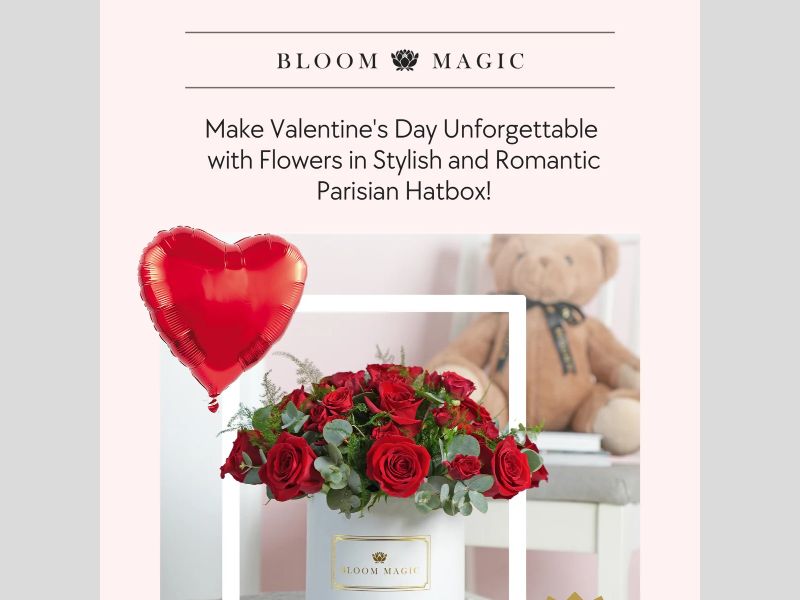 BLOOM MAGIC
Make Valentine's Day Unforgettable
with Flowers in Stylish and Romantic
Parisian Hatbox!
BLOOM MAGIC